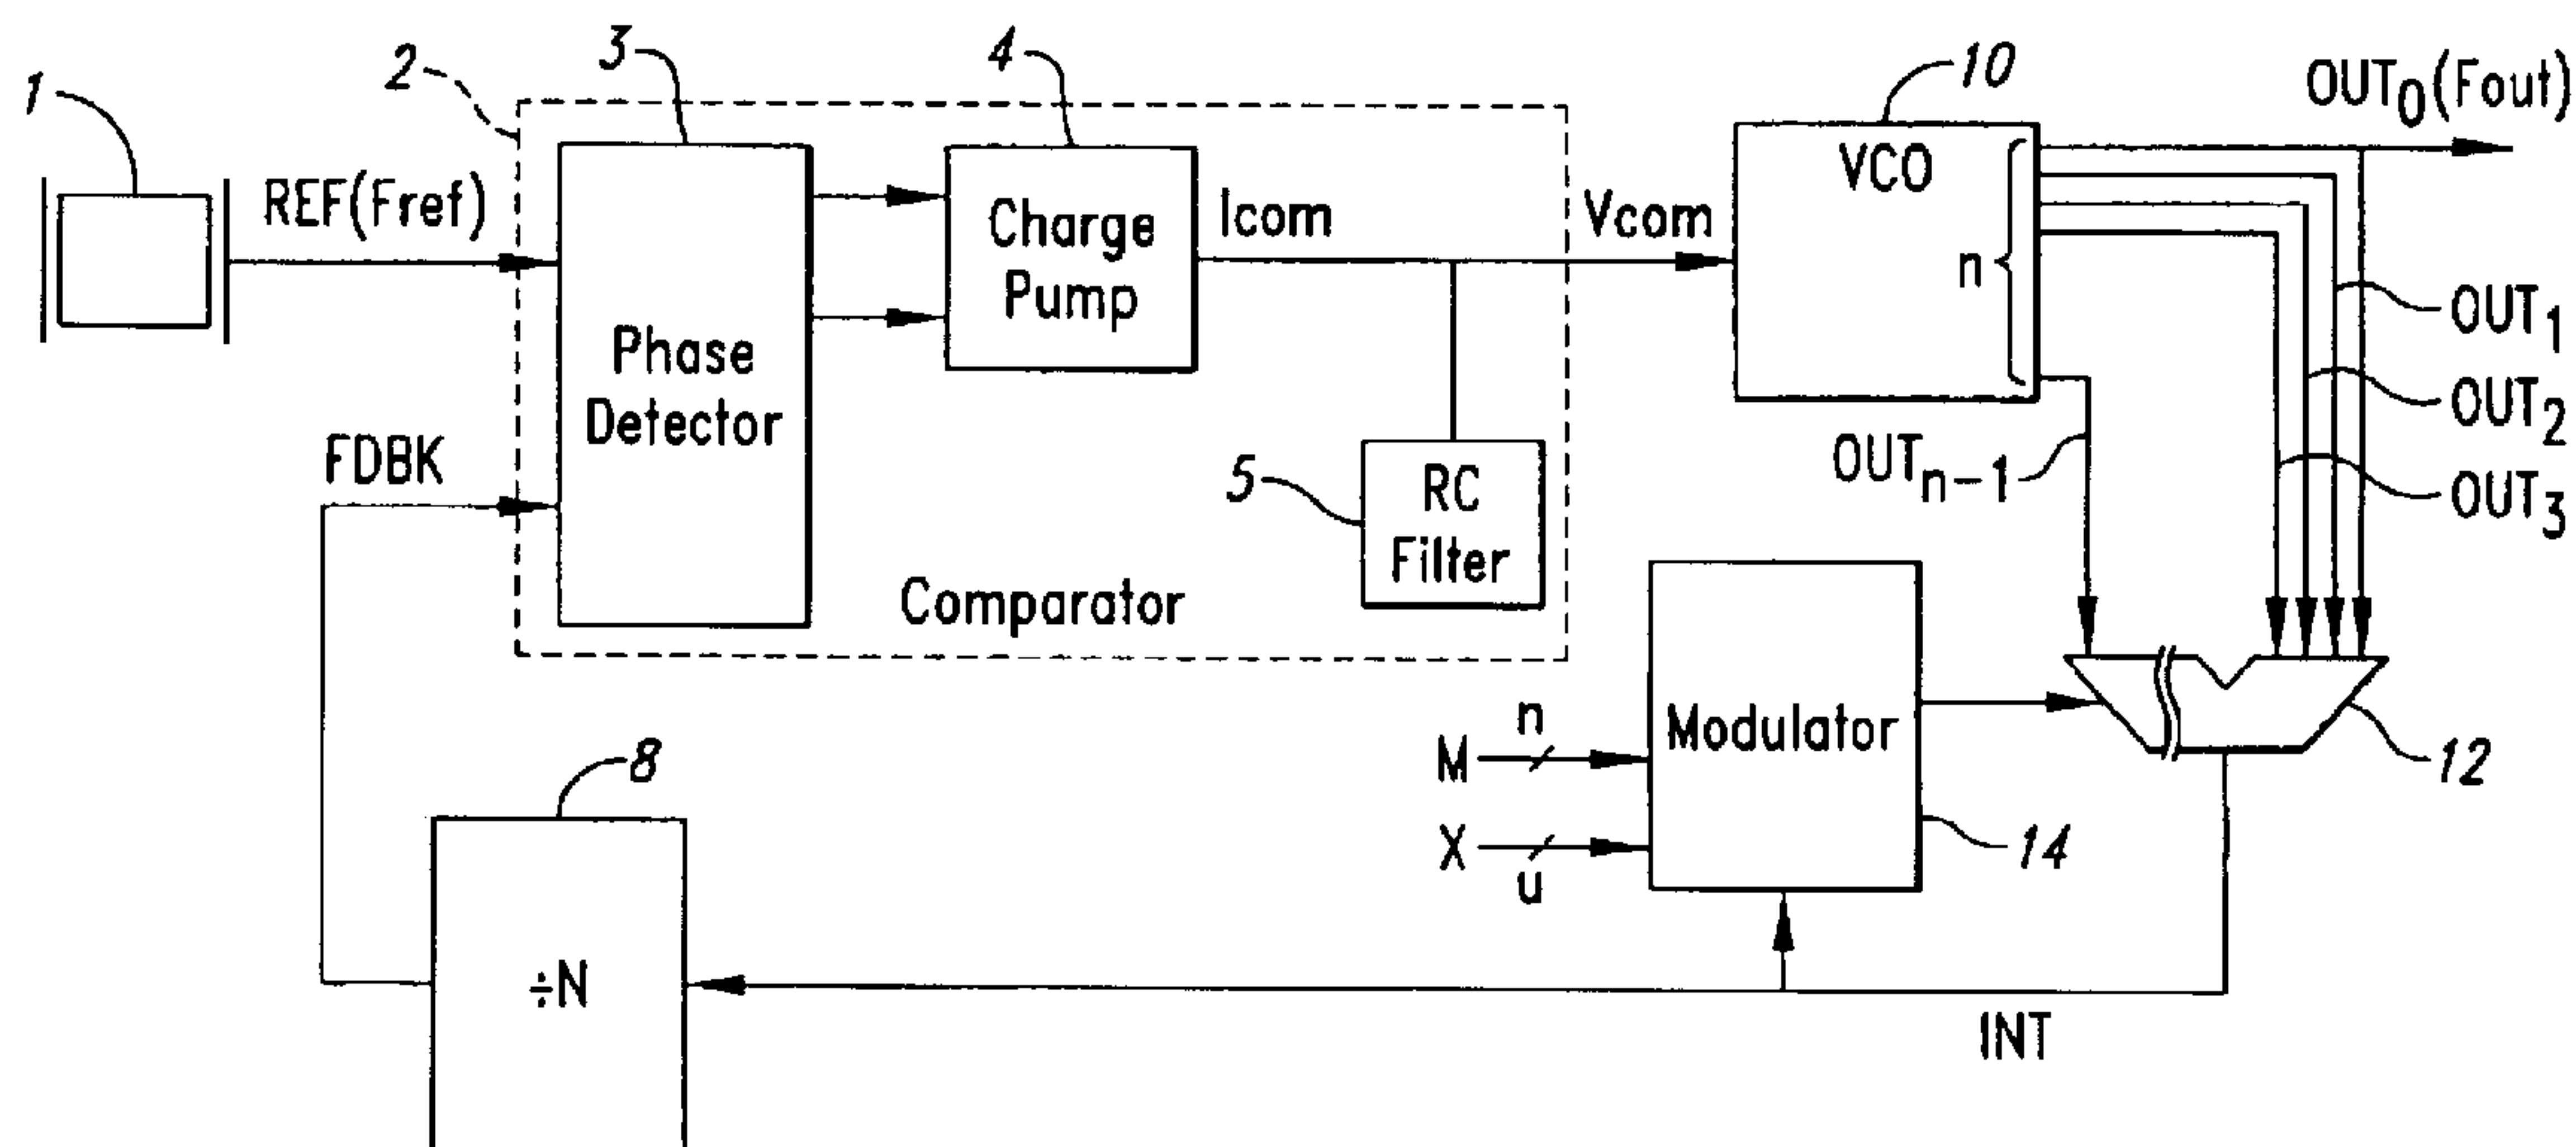 1
REF(Fref)
2
3
4
Phase
Detector
Charge
Pump
Icom
Vcom
5
RC
Filter
Comparator
FDBK
10
VCO
n
OUT0(Fout)
OUT1
OUT2
OUT3
OUTn-1
Modulator
M
n
X
u
14
12
8
÷N
INT